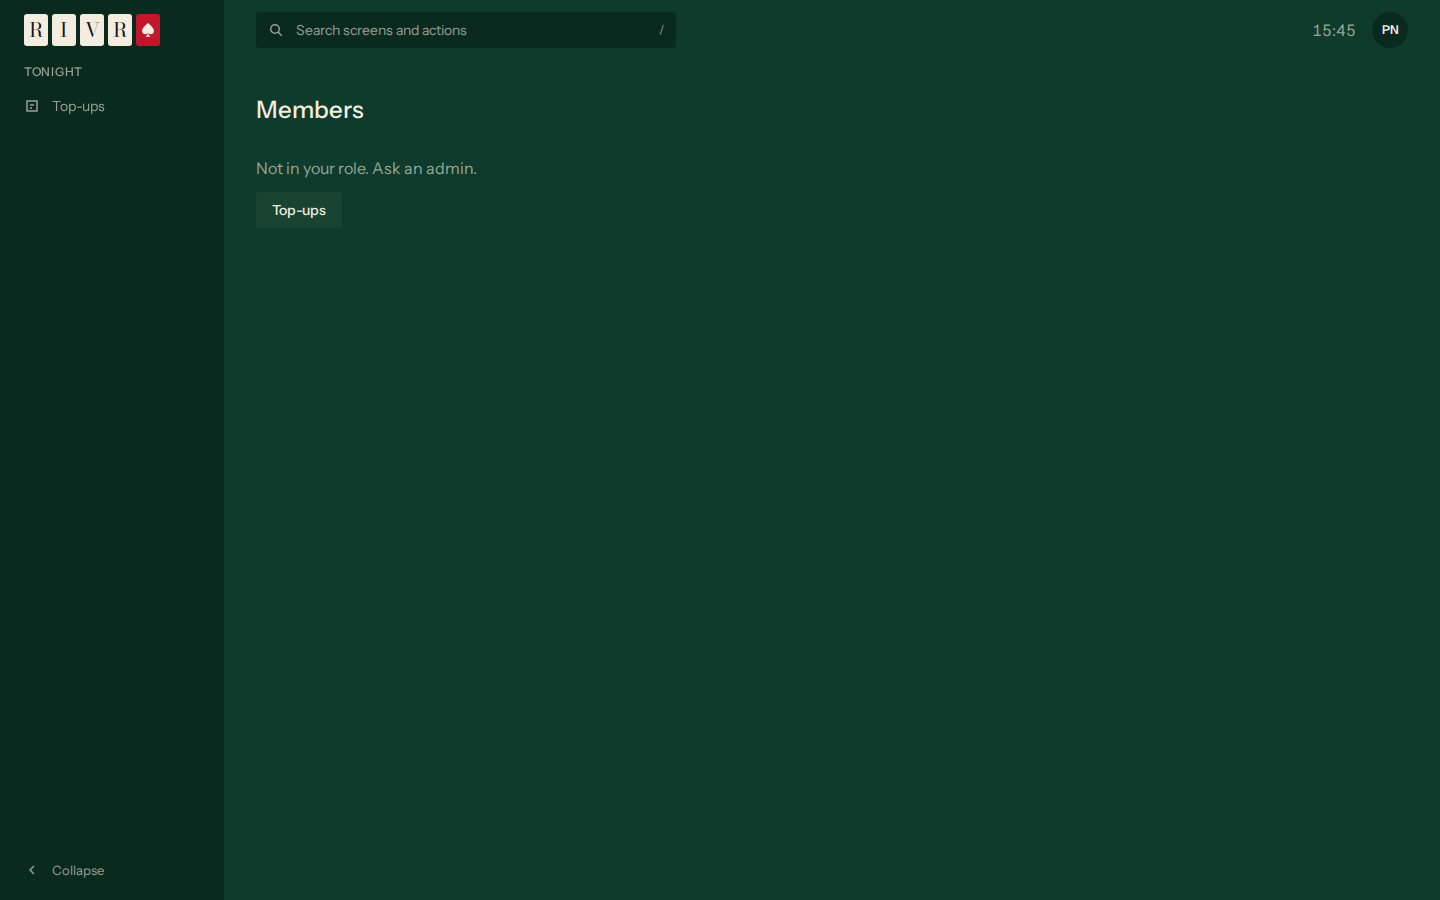 RIVR
TONIGHT
Top-ups
Collapse
Search screens and actions /
15:45
PN
Members
Not in your role. Ask an admin.
Top-ups